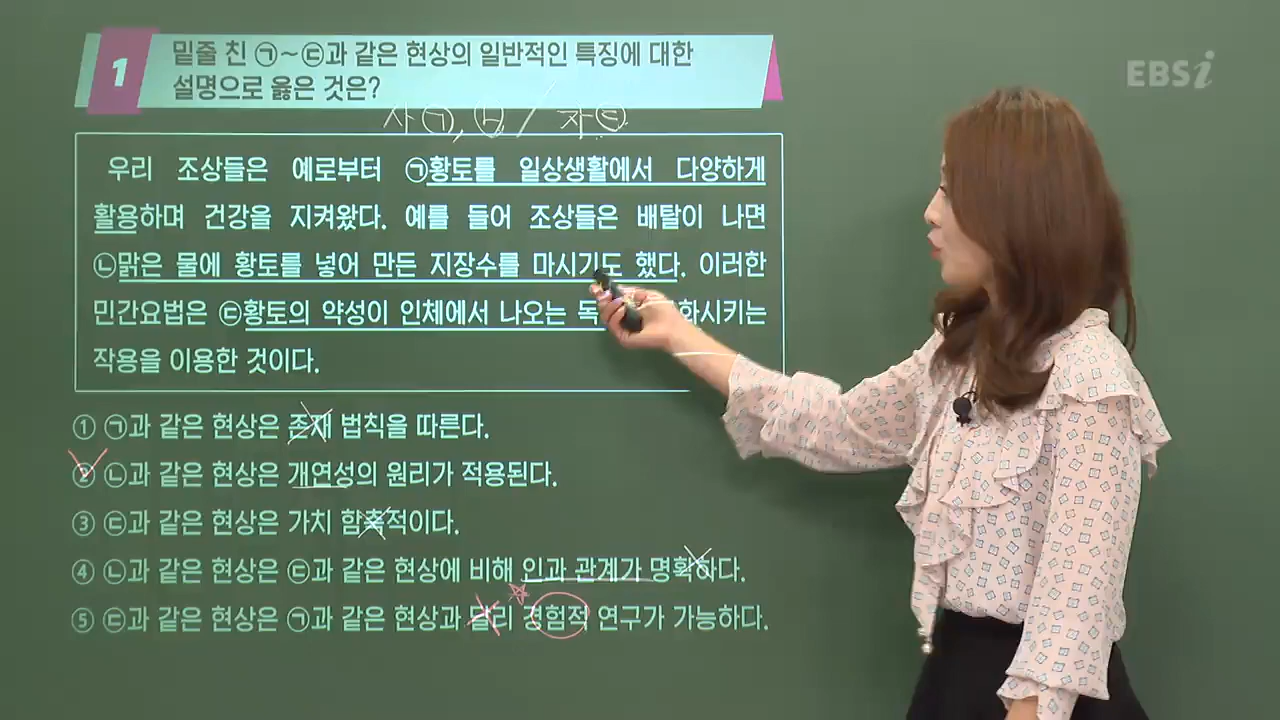 1
밑줄 친 ㉠~㉢과 같은 현상의 일반적인 특징에 대한
설명으로 옳은 것은?
EBSi
사 ㉠, ㉡ / 자 ㉢
우리 조상들은 예로부터 ㉠황토를 일상생활에서 다양하게
활용하며 건강을 지켜왔다. 예를 들어 조상들은 배탈이 나면
㉡맑은 물에 황토를 넣어 만든 지장수를 마시기도 했다. 이러한
민간요법은 ㉢황토의 약성이 인체에서 나오는 시키는
작용을 이용한 것이다.
① ㉠과 같은 현상은 존재 법칙을 따른다.
② ㉡과 같은 현상은 개연성의 원리가 적용된다.
③ ㉢과 같은 현상은 가치 함축적이다.
④ ㉡과 같은 현상은 ㉢과 같은 현상에 비해 인과 관계가 명확하다.
⑤ ㉢과 같은 현상은 ㉠과 같은 현상과 달리 경험적 연구가 가능하다.